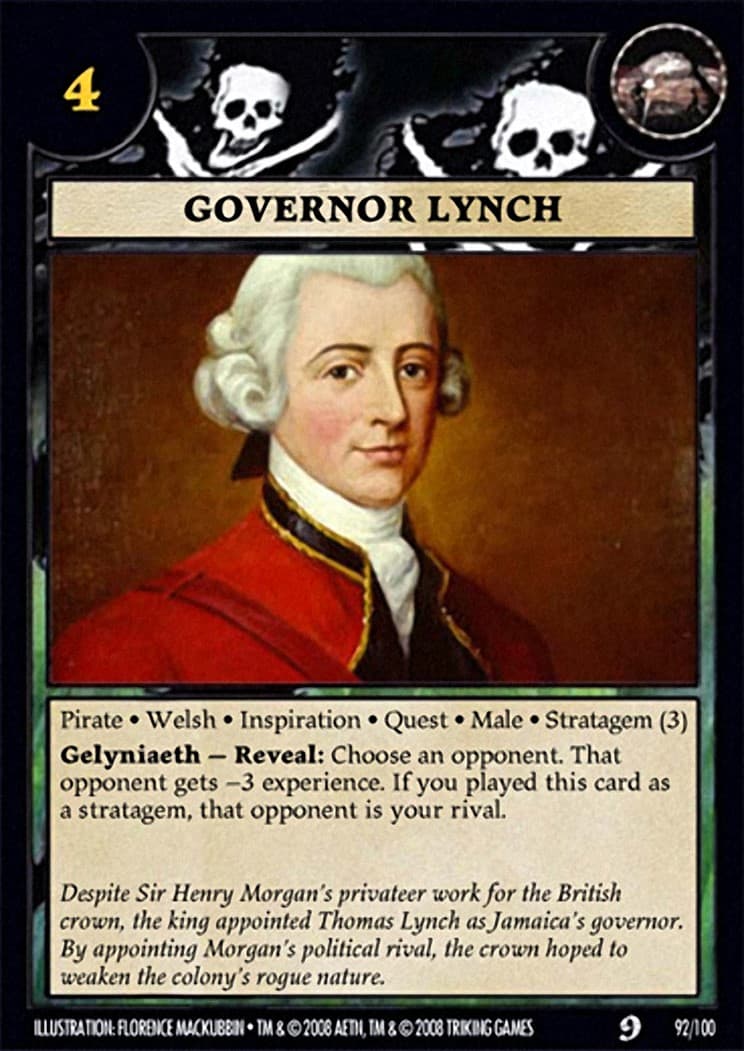 4
GOVERNOR LYNCH
Pirate • Welsh • Inspiration • Quest • Male • Stratagem (3)
Gelyniaeth – Reveal: Choose an opponent. That
opponent gets –3 experience. If you played this card as
a stratagem, that opponent is your rival.
Despite Sir Henry Morgan's privateer work for the British
crown, the king appointed Thomas Lynch as Jamaica's governor.
By appointing Morgan's political rival, the crown hoped to
weaken the colony's rogue nature.
ILLUSTRATION: FLORENCE MACKUBBIN • TM & © 2008 AETN, TM & © 2008 TRIKING GAMES 9 92/100